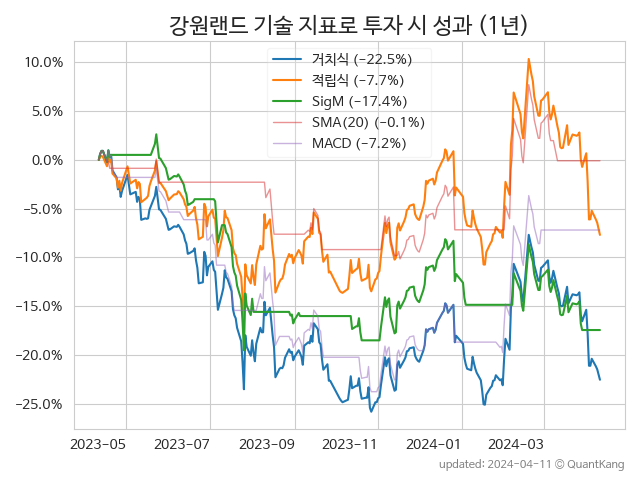 강원랜드 기술 지표로 투자 시 성과 (1년)
거치식 (−22.5%)
적립식 (−7.7%)
SigM (−17.4%)
SMA(20) (−0.1%)
MACD (−7.2%)
10.0%
5.0%
0.0%
−5.0%
−10.0%
−15.0%
−20.0%
−25.0%
2023-05 2023-07 2023-09 2023-11 2024-01 2024-03
updated: 2024-04-11 © QuantKang